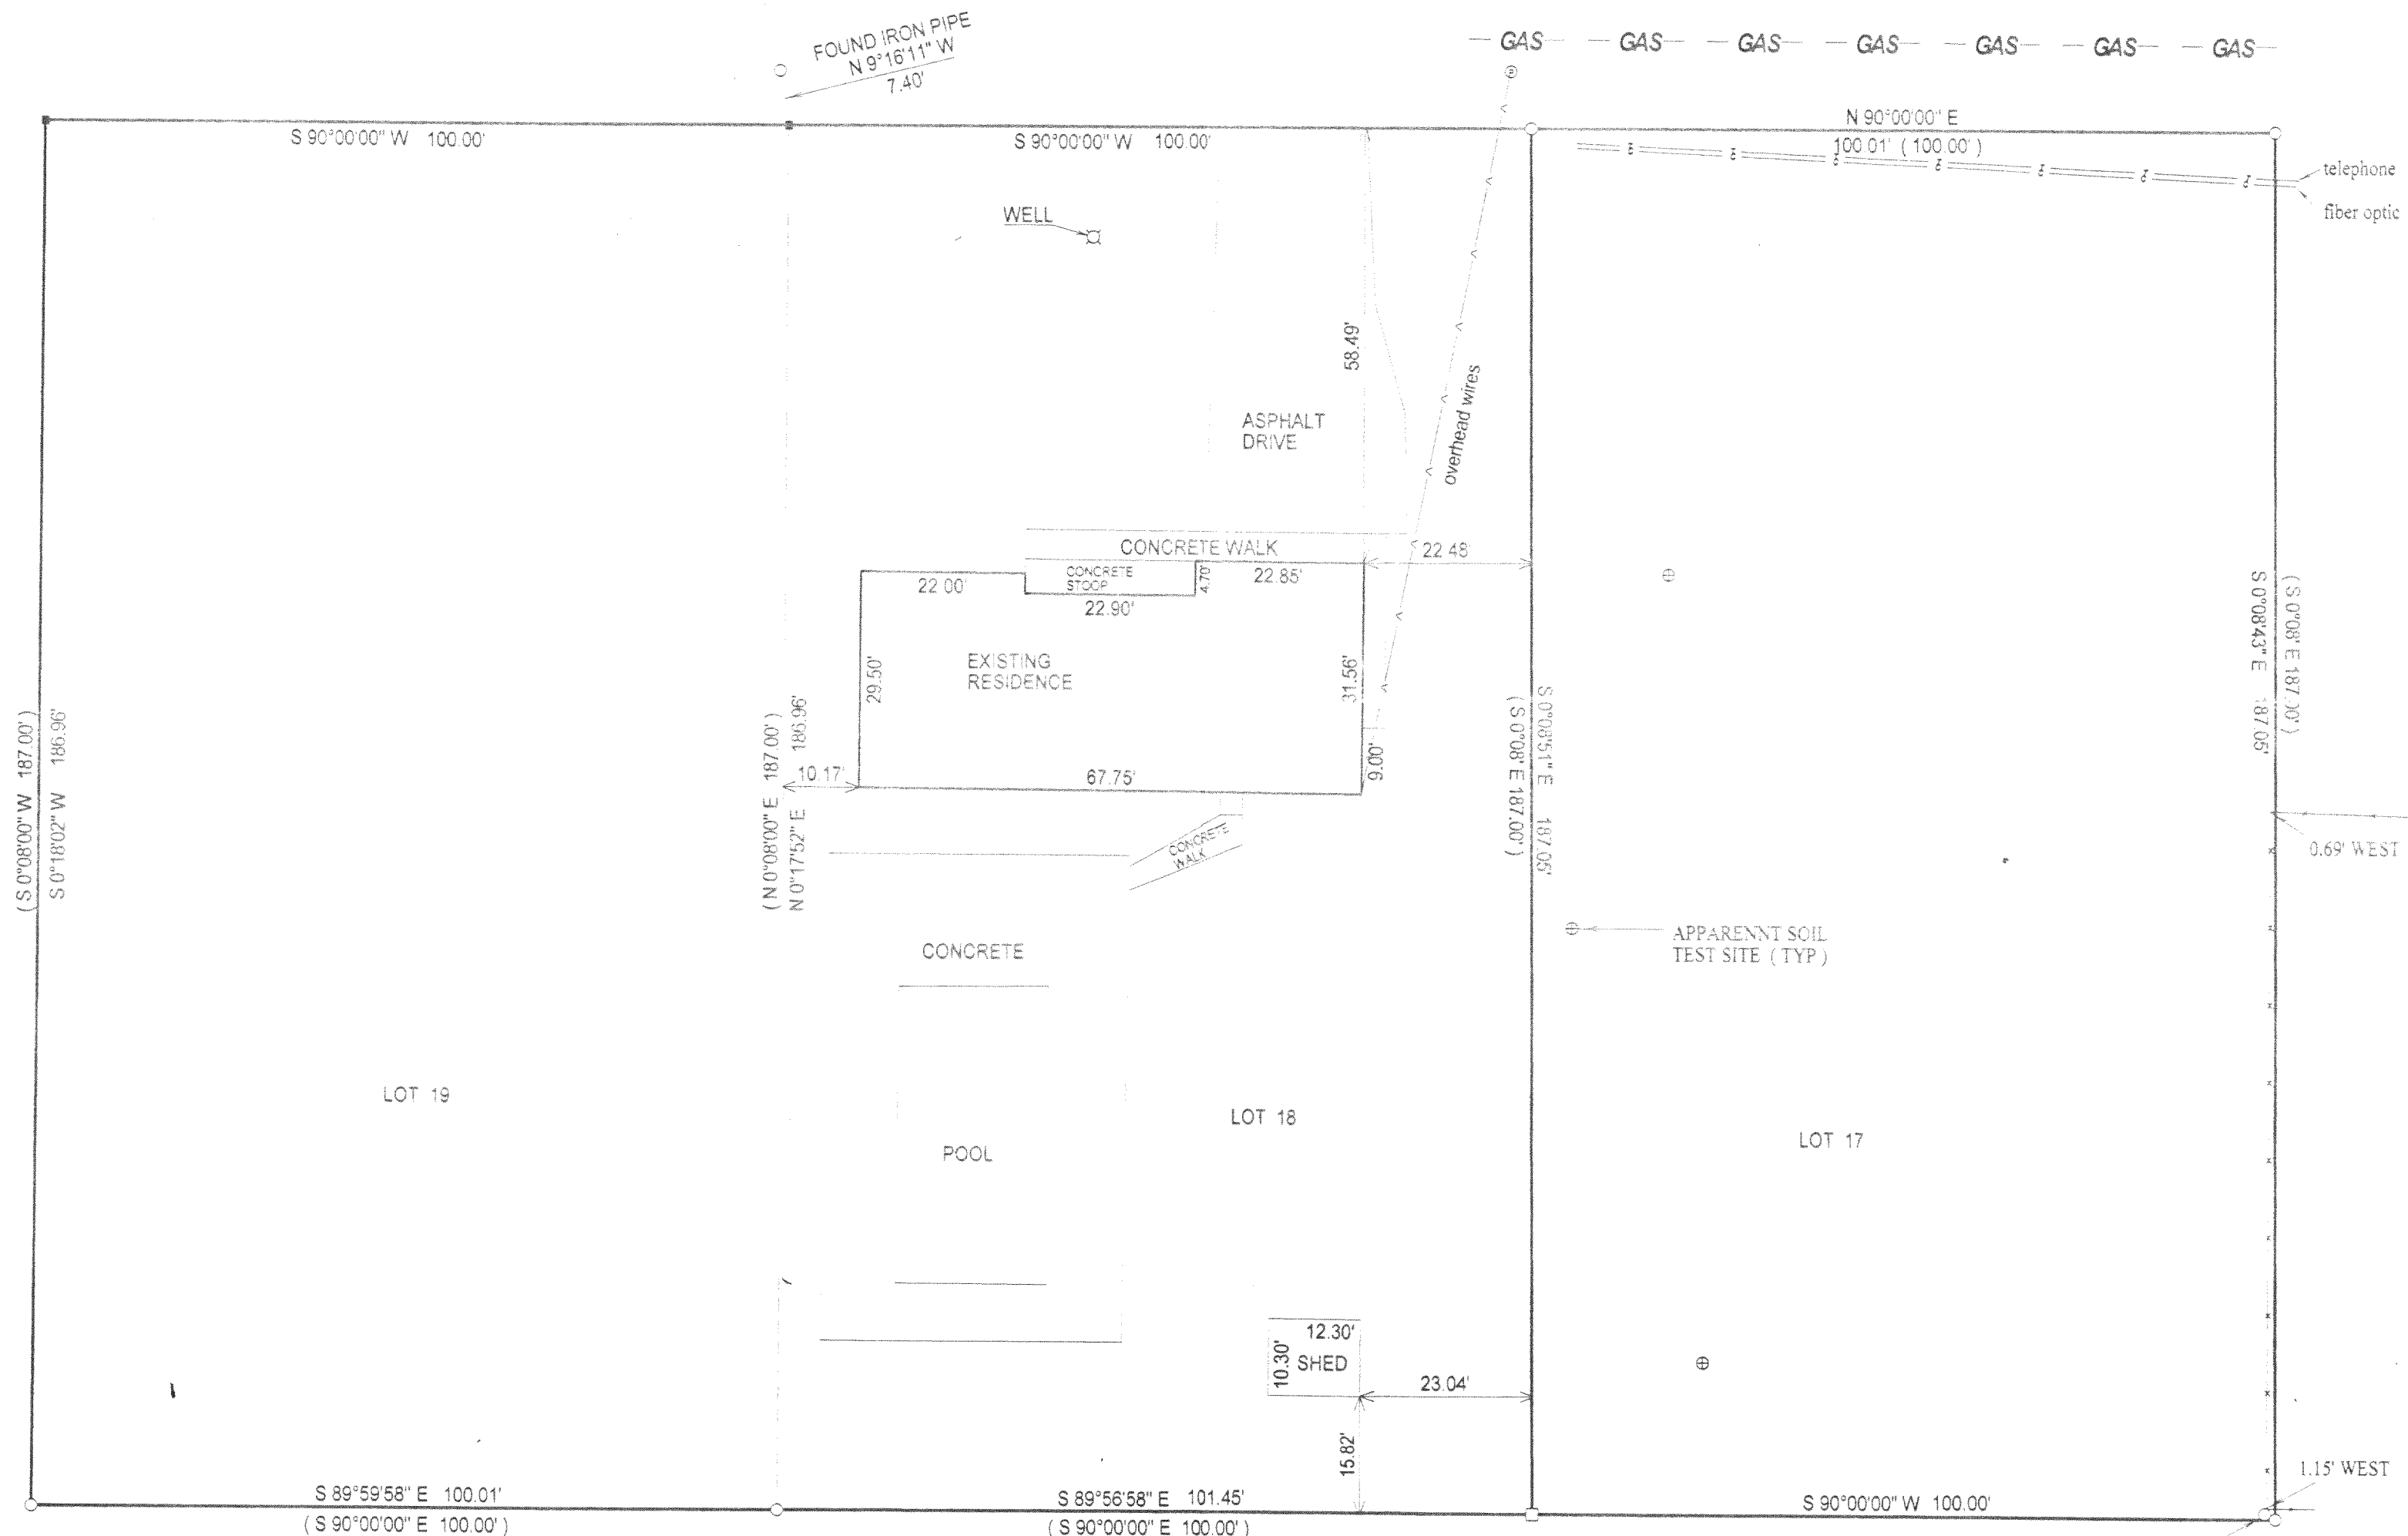 FOUND IRON PIPE
N 9°16'11" W
7.40'
GAS GAS GAS GAS GAS GAS GAS
S 90°00'00" W 100.00'
S 90°00'00" W 100.00'
N 90°00'00" E
100.01' ( 100.00' )
telephone
fiber optic
WELL
58.49'
overhead wires
ASPHALT
DRIVE
CONCRETE WALK
22.48'
CONCRETE
STOOP
4.70'
22.85'
22.00'
22.90'
EXISTING
RESIDENCE
29.50'
31.56'
9.00'
67.75'
10.17'
( S 0°08'00" W 187.00' )
S 0°18'02" W 186.96'
( N 0°08'00" E 187.00' )
N 0°17'52" E 186.96'
S 0°08'51" E 187.05'
( S 0°08' E 187.00' )
( S 0°08' E 187.00' )
S 0°08'43" E 187.05'
0.69' WEST
CONCRETE
WALK
CONCRETE
APPARENNT SOIL
TEST SITE ( TYP )
LOT 19
LOT 18
LOT 17
POOL
12.30'
10.30'
SHED
23.04'
15.82'
1.15' WEST
S 89°59'58" E 100.01'
( S 90°00'00" E 100.00' )
S 89°56'58" E 101.45'
( S 90°00'00" E 100.00' )
S 90°00'00" W 100.00'